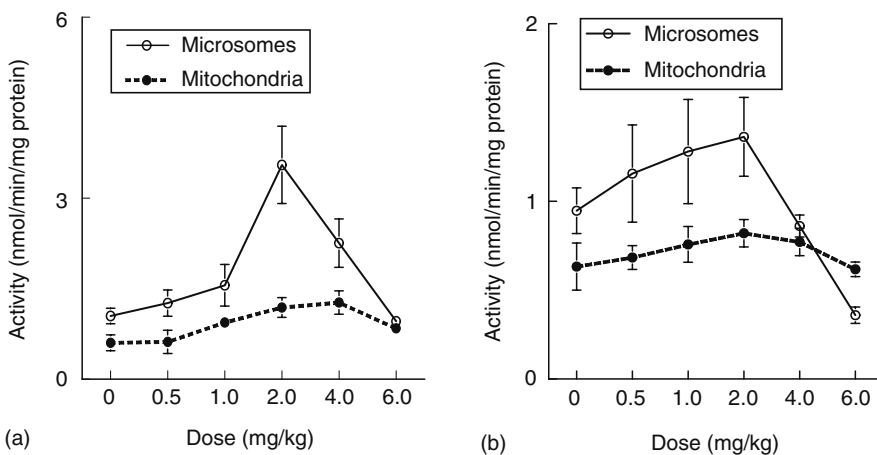 6
3
0
Activity (nmol/min/mg protein)
Microsomes
Mitochondria
0 0.5 1.0 2.0 4.0 6.0
Dose (mg/kg)
(a)
2
1
0
Activity (nmol/min/mg protein)
Microsomes
Mitochondria
0 0.5 1.0 2.0 4.0 6.0
Dose (mg/kg)
(b)